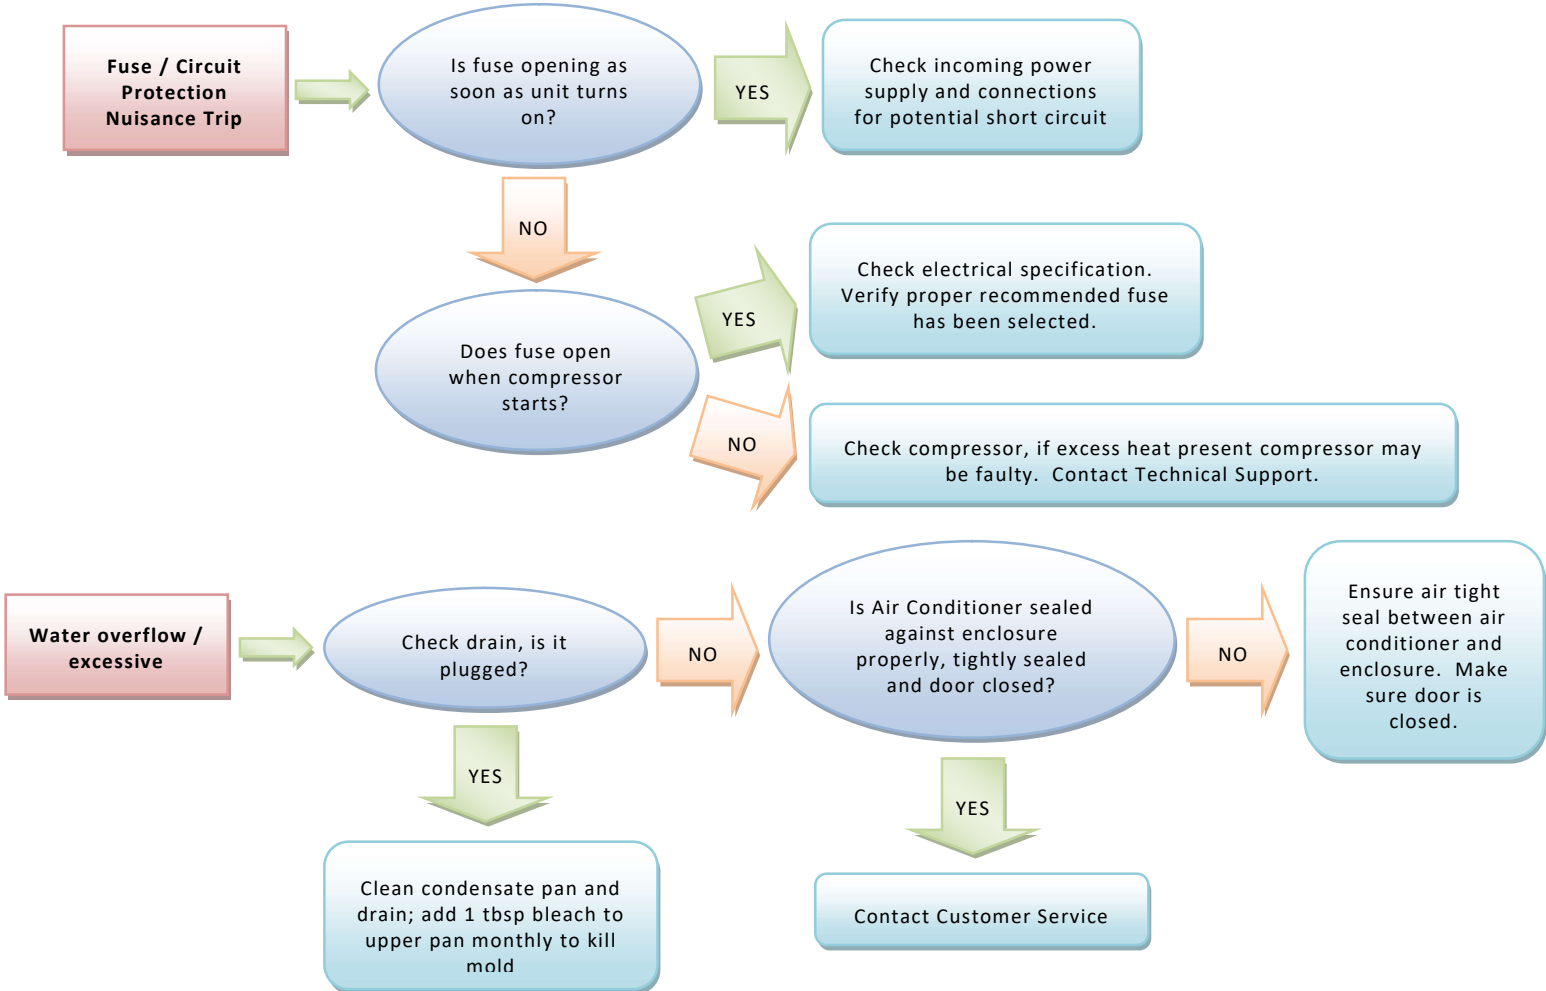 Fuse / Circuit
Protection
Nuisance Trip
Is fuse opening as
soon as unit turns
on?
YES
Check incoming power
supply and connections
for potential short circuit
NO
Does fuse open
when compressor
starts?
YES
Check electrical specification.
Verify proper recommended fuse
has been selected.
NO
Check compressor, if excess heat present compressor may
be faulty.  Contact Technical Support.
Water overflow /
excessive
Check drain, is it
plugged?
NO
Is Air Conditioner sealed
against enclosure
properly, tightly sealed
and door closed?
NO
Ensure air tight
seal between air
conditioner and
enclosure.  Make
sure door is
closed.
YES
Clean condensate pan and
drain; add 1 tbsp bleach to
upper pan monthly to kill
mold
YES
Contact Customer Service